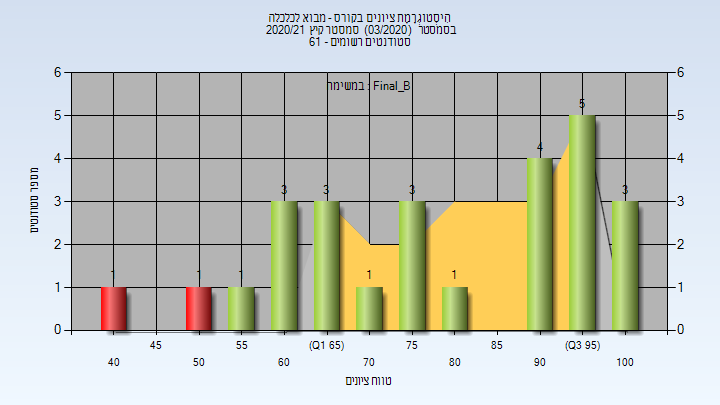 הִיסְטוֹגְרָמַת ציונים בקורס - מבוא לכלכלה
בסמסטר (03/2020) סמסטר קיץ 2020/21
סטודנטים רשומים - 61
במשימה : Final_B
6 6
5 5 5
4 4 4
3 3 3 3 3 3
2 2
1 1 1 1 1 1 1
0 0
מספר סטודנטים
45 55 (Q1 65) 75 85 (Q3 95)
40 50 60 70 80 90 100
טווח ציונים